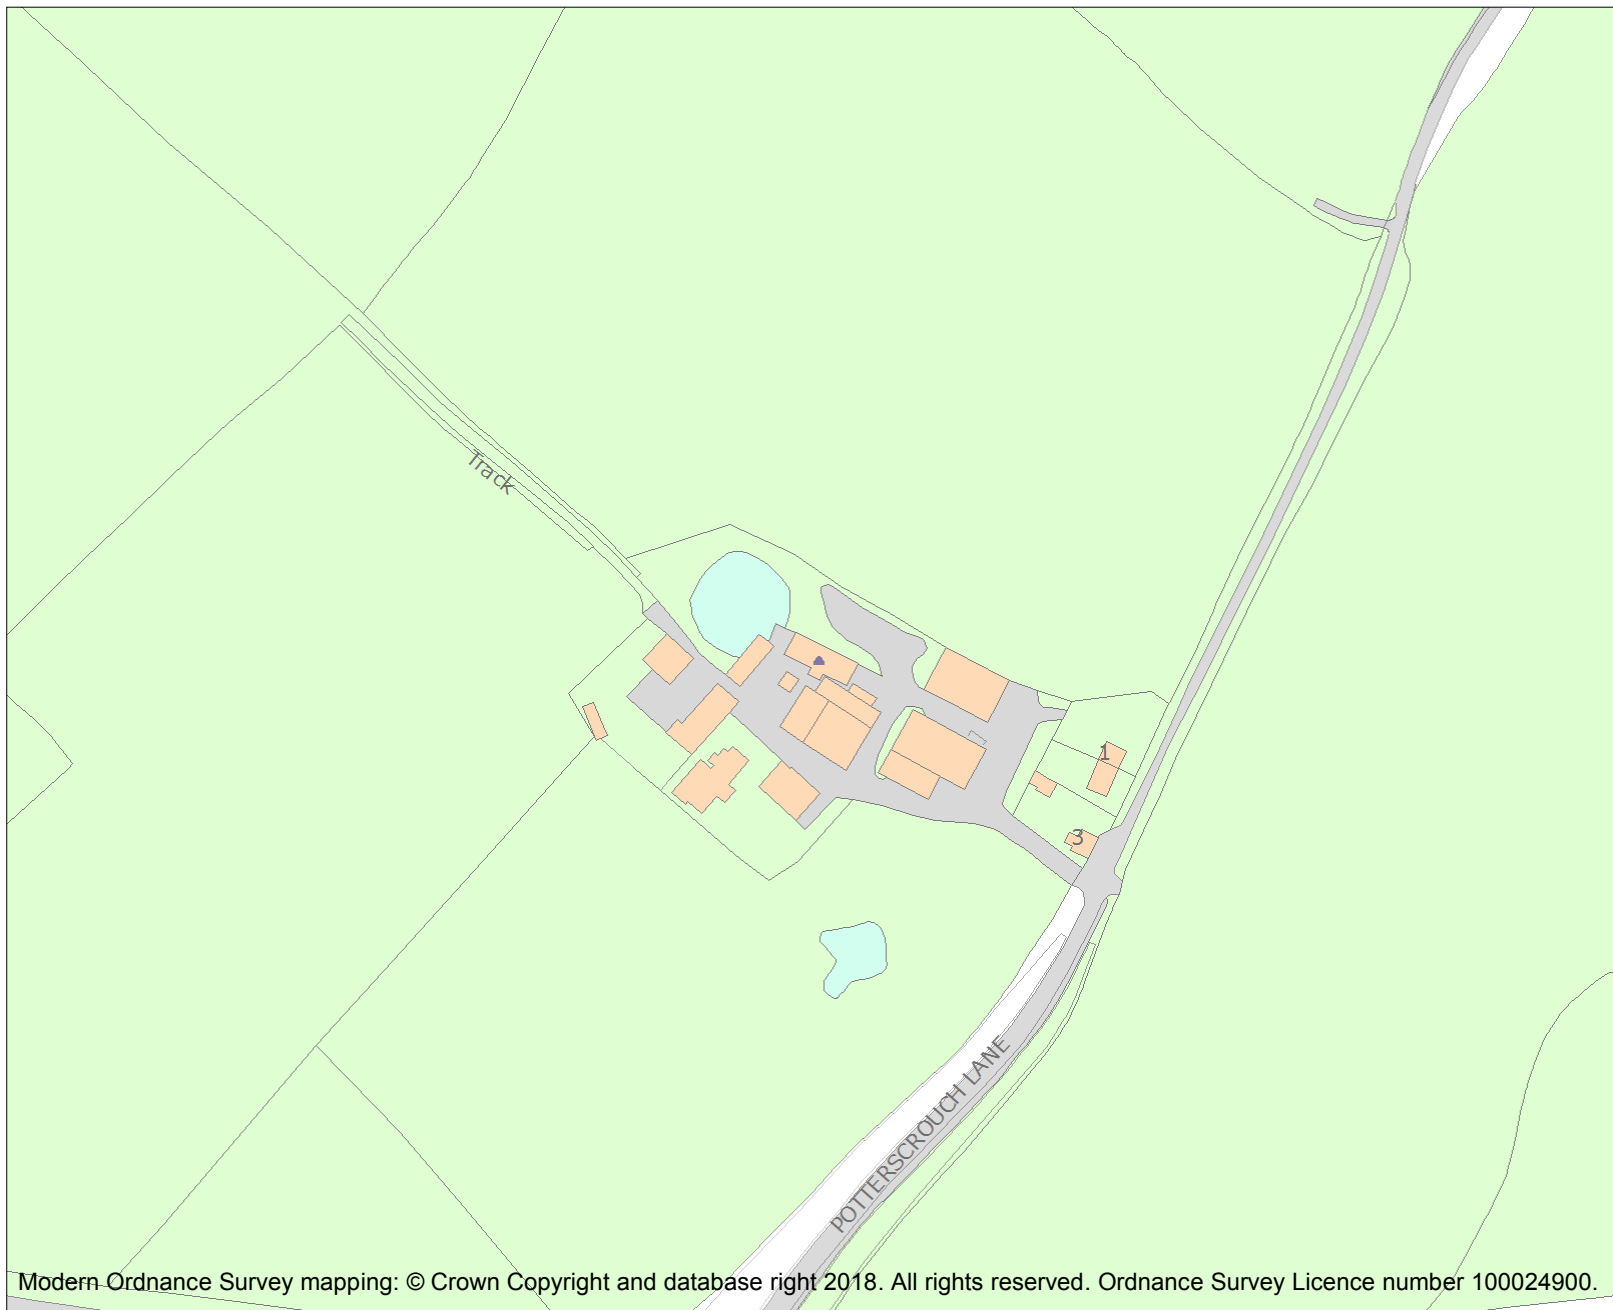 Track
1
3
POTTERSCROUCH LANE
Modern Ordnance Survey mapping: © Crown Copyright and database right 2018. All rights reserved. Ordnance Survey Licence number 100024900.